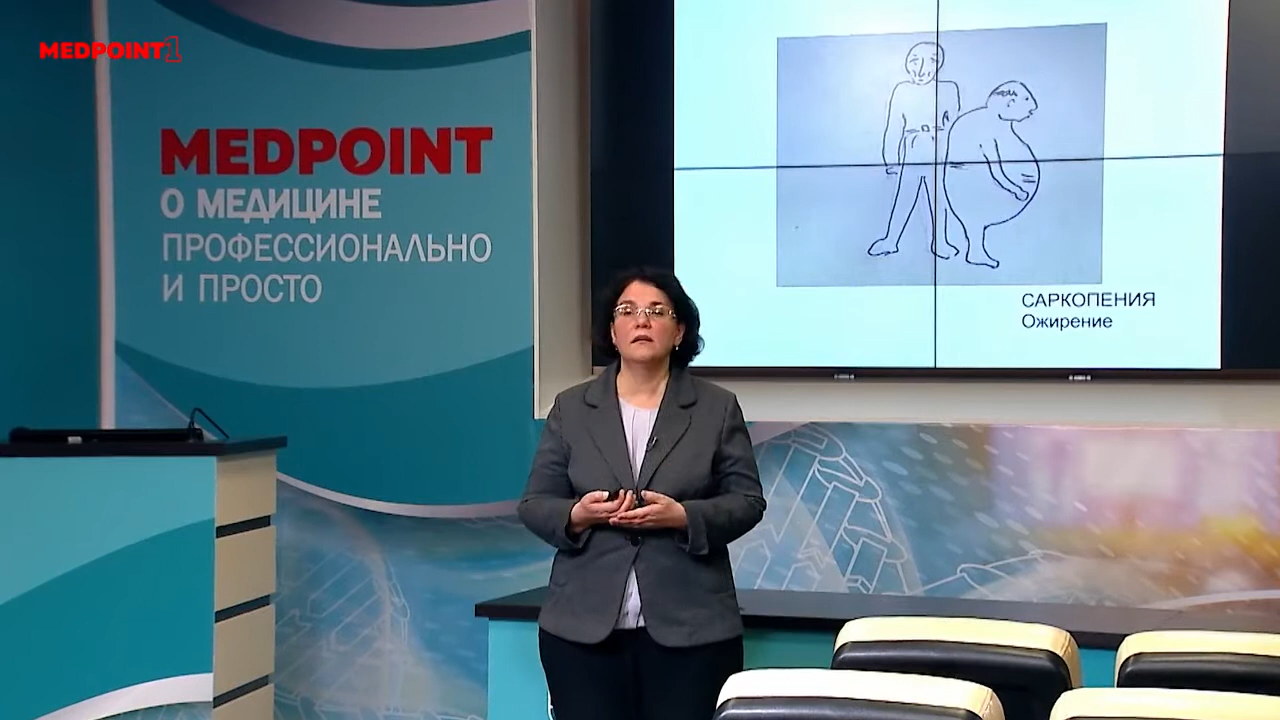 MEDPOINT1
MEDPOINT
О МЕДИЦИНЕ
ПРОФЕССИОНАЛЬНО
И ПРОСТО
САРКОПЕНИЯ
Ожирение